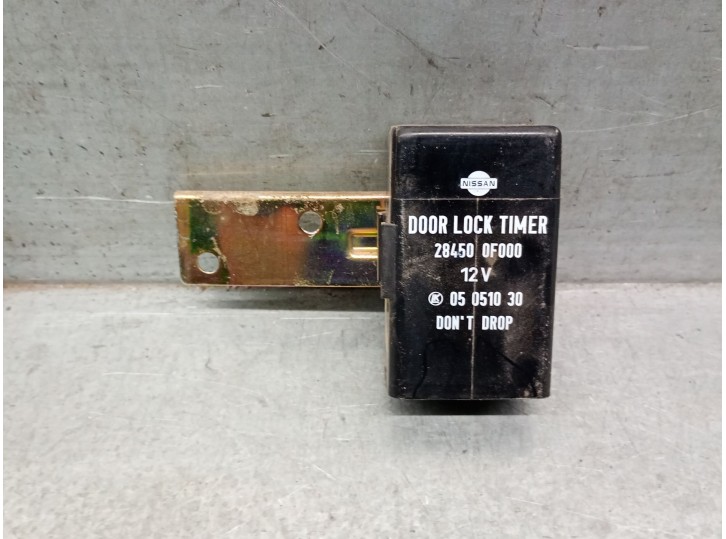 NISSAN
DOOR LOCK TIMER
28450 0F000
12V
05 0510 30
DON'T DROP